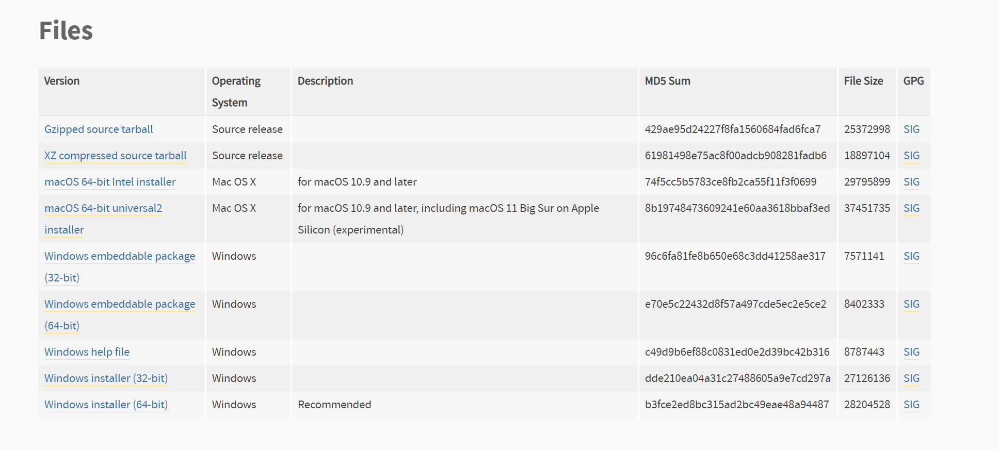 Files
Version Operating System Description MD5 Sum File Size GPG
Gzipped source tarball Source release 429ae95d24227f8fa1560684fad6fca7 25372998 SIG
XZ compressed source tarball Source release 61981498e75ac8f00adcb908281fadb6 18897104 SIG
macOS 64-bit Intel installer Mac OS X for macOS 10.9 and later 74f5cc5b5783ce8fb2ca55f11f3f0699 29795899 SIG
macOS 64-bit universal2 installer Mac OS X for macOS 10.9 and later, including macOS 11 Big Sur on Apple Silicon (experimental) 8b19748473609241e60aa3618bbaf3ed 37451735 SIG
Windows embeddable package (32-bit) Windows 96c6fa81fe8b650e68c3dd41258ae317 7571141 SIG
Windows embeddable package (64-bit) Windows e70e5c22432d8f57a497cde5ec2e5ce2 8402333 SIG
Windows help file Windows c49d9b6ef88c0831ed0e2d39bc42b316 8787443 SIG
Windows installer (32-bit) Windows dde210ea04a31c27488605a9e7cd297a 27126136 SIG
Windows installer (64-bit) Windows Recommended b3fce2ed8bc315ad2bc49eae48a94487 28204528 SIG